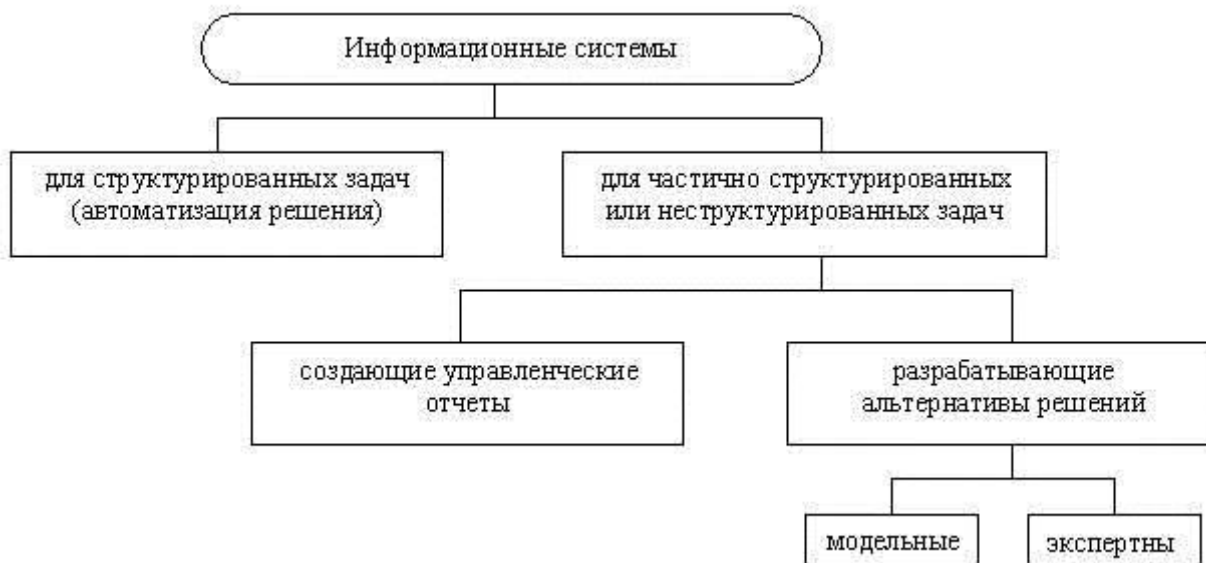 Информационные системы
для структурированных задач
(автоматизация решения)
для частично структурированных
или неструктурированных задач
создающие управленческие
отчеты
разрабатывающие
альтернативы решений
модельные
экспертны